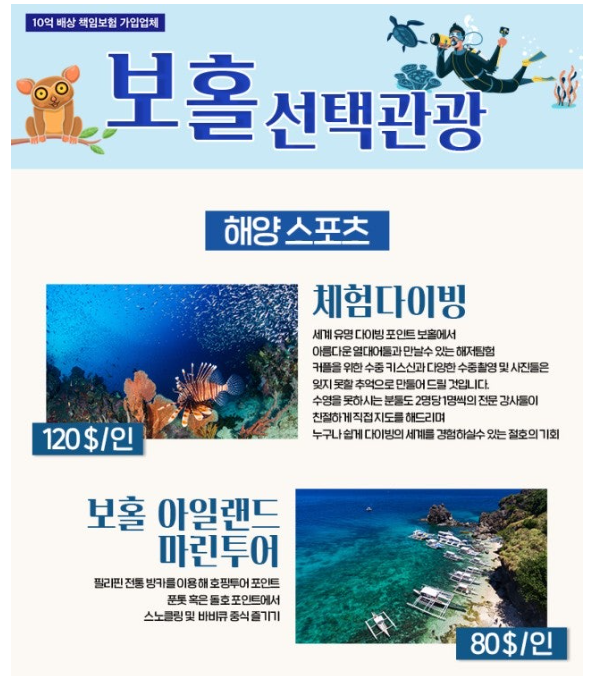 10억 배상 책임보험 가입업체
보홀 선택관광
해양 스포츠
체험다이빙
세계 유명 다이빙 포인트 보홀에서
아름다운 열대어들과 만날수 있는 해저탐험
커플을 위한 수중 키스신과 다양한 수중촬영 및 사진들은
잊지 못할 추억으로 만들어 드릴 것입니다.
수영을 못하시는 분들도 2명당 1명씩의 전문 강사들이
친절하게 직접 지도를 해드리며
누구나 쉽게 다이빙의 세계를 경험하실수 있는 절호의 기회
120 $/인
보홀 아일랜드
마린투어
필리핀 전통 방카를 이용해 호핑투어 포인트
푼톳 혹은 돌호 포인트에서
스노클링 및 바비큐 중식 즐기기
80 $/인